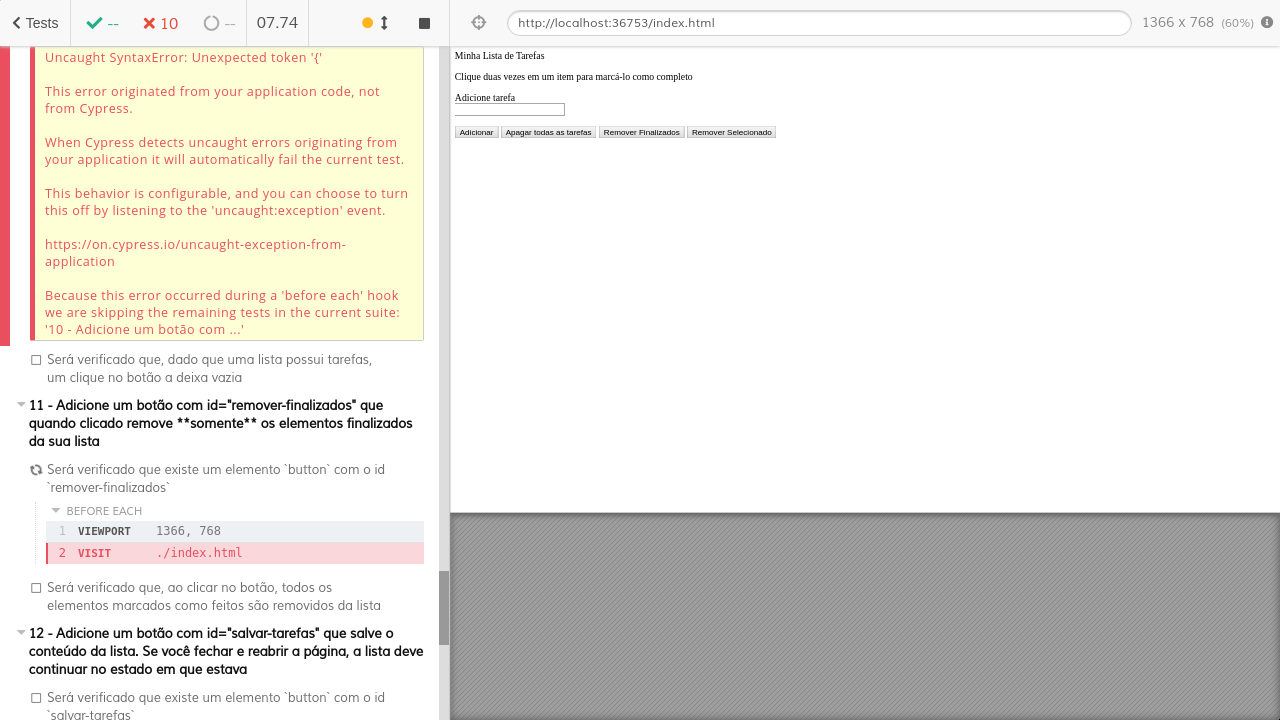 Tests
--
10
--
07.74
http://localhost:36753/index.html
1366 x 768 (60%)
Uncaught SyntaxError: Unexpected token '{'
This error originated from your application code, not
from Cypress.
When Cypress detects uncaught errors originating from
your application it will automatically fail the current test.
This behavior is configurable, and you can choose to turn
this off by listening to the 'uncaught:exception' event.
https://on.cypress.io/uncaught-exception-from-
application
Because this error occurred during a 'before each' hook
we are skipping the remaining tests in the current suite:
'10 - Adicione um botão com ...'
Será verificado que, dado que uma lista possui tarefas,
um clique no botão a deixa vazia
11 - Adicione um botão com id="remover-finalizados" que
quando clicado remove **somente** os elementos finalizados
da sua lista
Será verificado que existe um elemento `button` com o id
`remover-finalizados`
BEFORE EACH
1 VIEWPORT 1366, 768
2 VISIT ./index.html
Será verificado que, ao clicar no botão, todos os
elementos marcados como feitos são removidos da lista
12 - Adicione um botão com id="salvar-tarefas" que salve o
conteúdo da lista. Se você fechar e reabrir a página, a lista deve
continuar no estado em que estava
Será verificado que existe um elemento `button` com o id
`salvar-tarefas`
Minha Lista de Tarefas
Clique duas vezes em um item para marcá-lo como completo
Adicione tarefa
Adicionar Apagar todas as tarefas Remover Finalizados Remover Selecionado